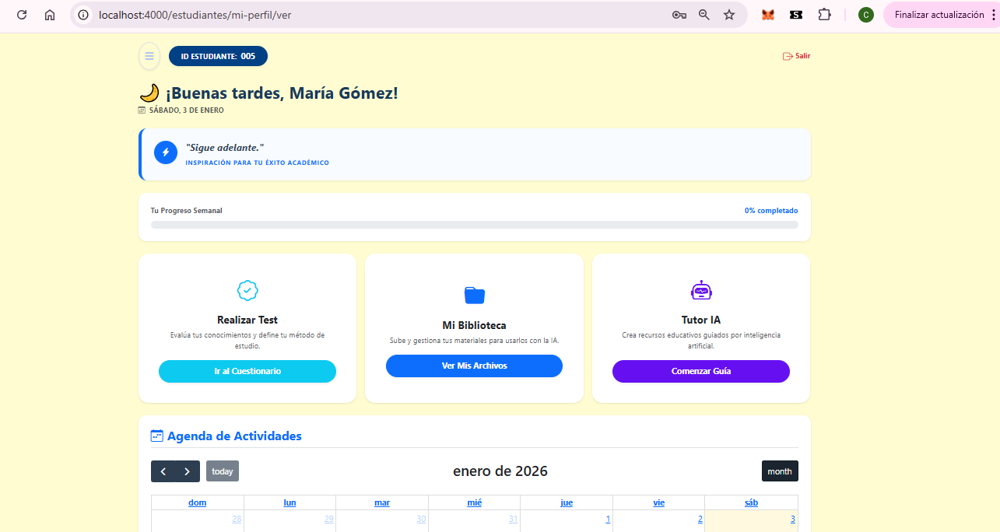 localhost:4000/estudiantes/mi-perfil/ver
C
Finalizar actualización
ID ESTUDIANTE: 005
Salir
¡Buenas tardes, María Gómez!
SÁBADO, 3 DE ENERO
"Sigue adelante."
INSPIRACIÓN PARA TU ÉXITO ACADÉMICO
Tu Progreso Semanal
0% completado
Realizar Test
Evalúa tus conocimientos y define tu método de
estudio.
Ir al Cuestionario
Mi Biblioteca
Sube y gestiona tus materiales para usarlos con la IA.
Ver Mis Archivos
Tutor IA
Crea recursos educativos guiados por inteligencia
artificial.
Comenzar Guía
Agenda de Actividades
today
enero de 2026
month
dom lun mar mié jue vie sáb
28 29 30 31 1 2 3